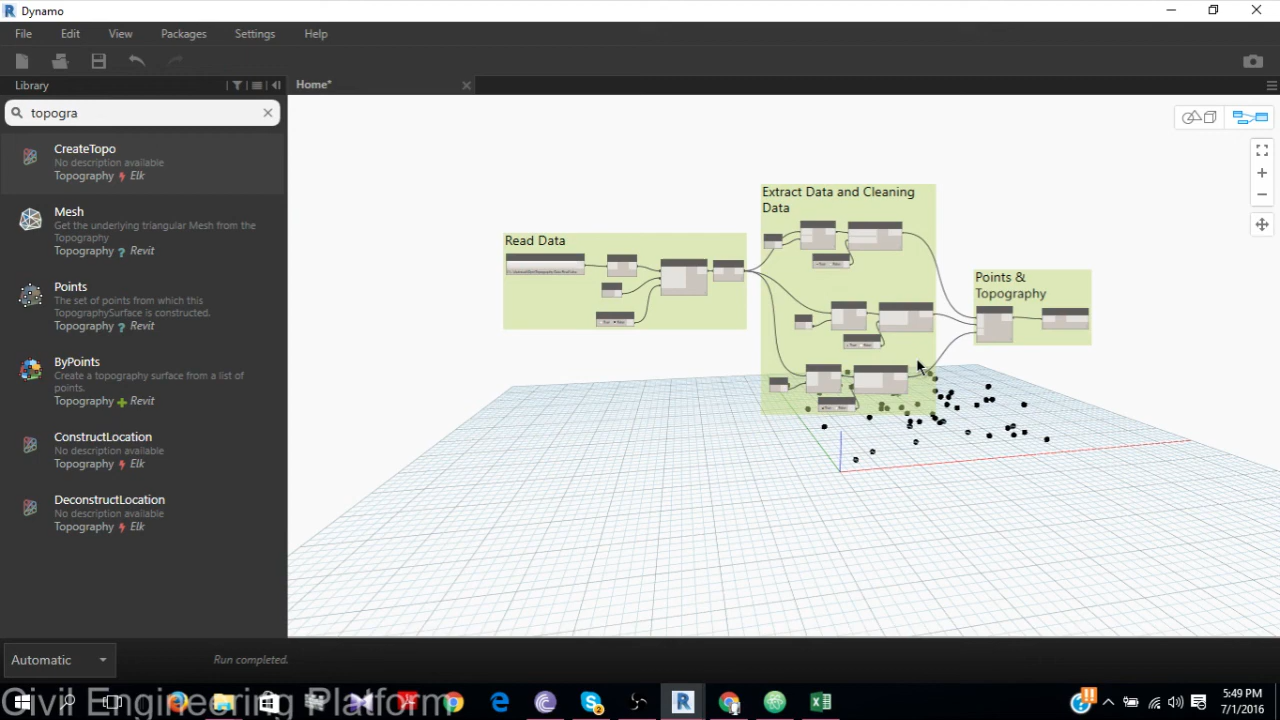 Dynamo
File Edit View Packages Settings Help
Library
Home*
topogra
CreateTopo
No description available
Topography Elk
Mesh
Get the underlying triangular Mesh from the
Topography
Topography ? Revit
Points
The set of points from which this
TopographySurface is constructed.
Topography ? Revit
ByPoints
Create a topography surface from a list of
points.
Topography + Revit
ConstructLocation
No description available
Topography Elk
DeconstructLocation
No description available
Topography Elk
Read Data
Extract Data and Cleaning
Data
Points &
Topography
Automatic
Run completed.
Civil Engineering Platform
5:49 PM
7/1/2016